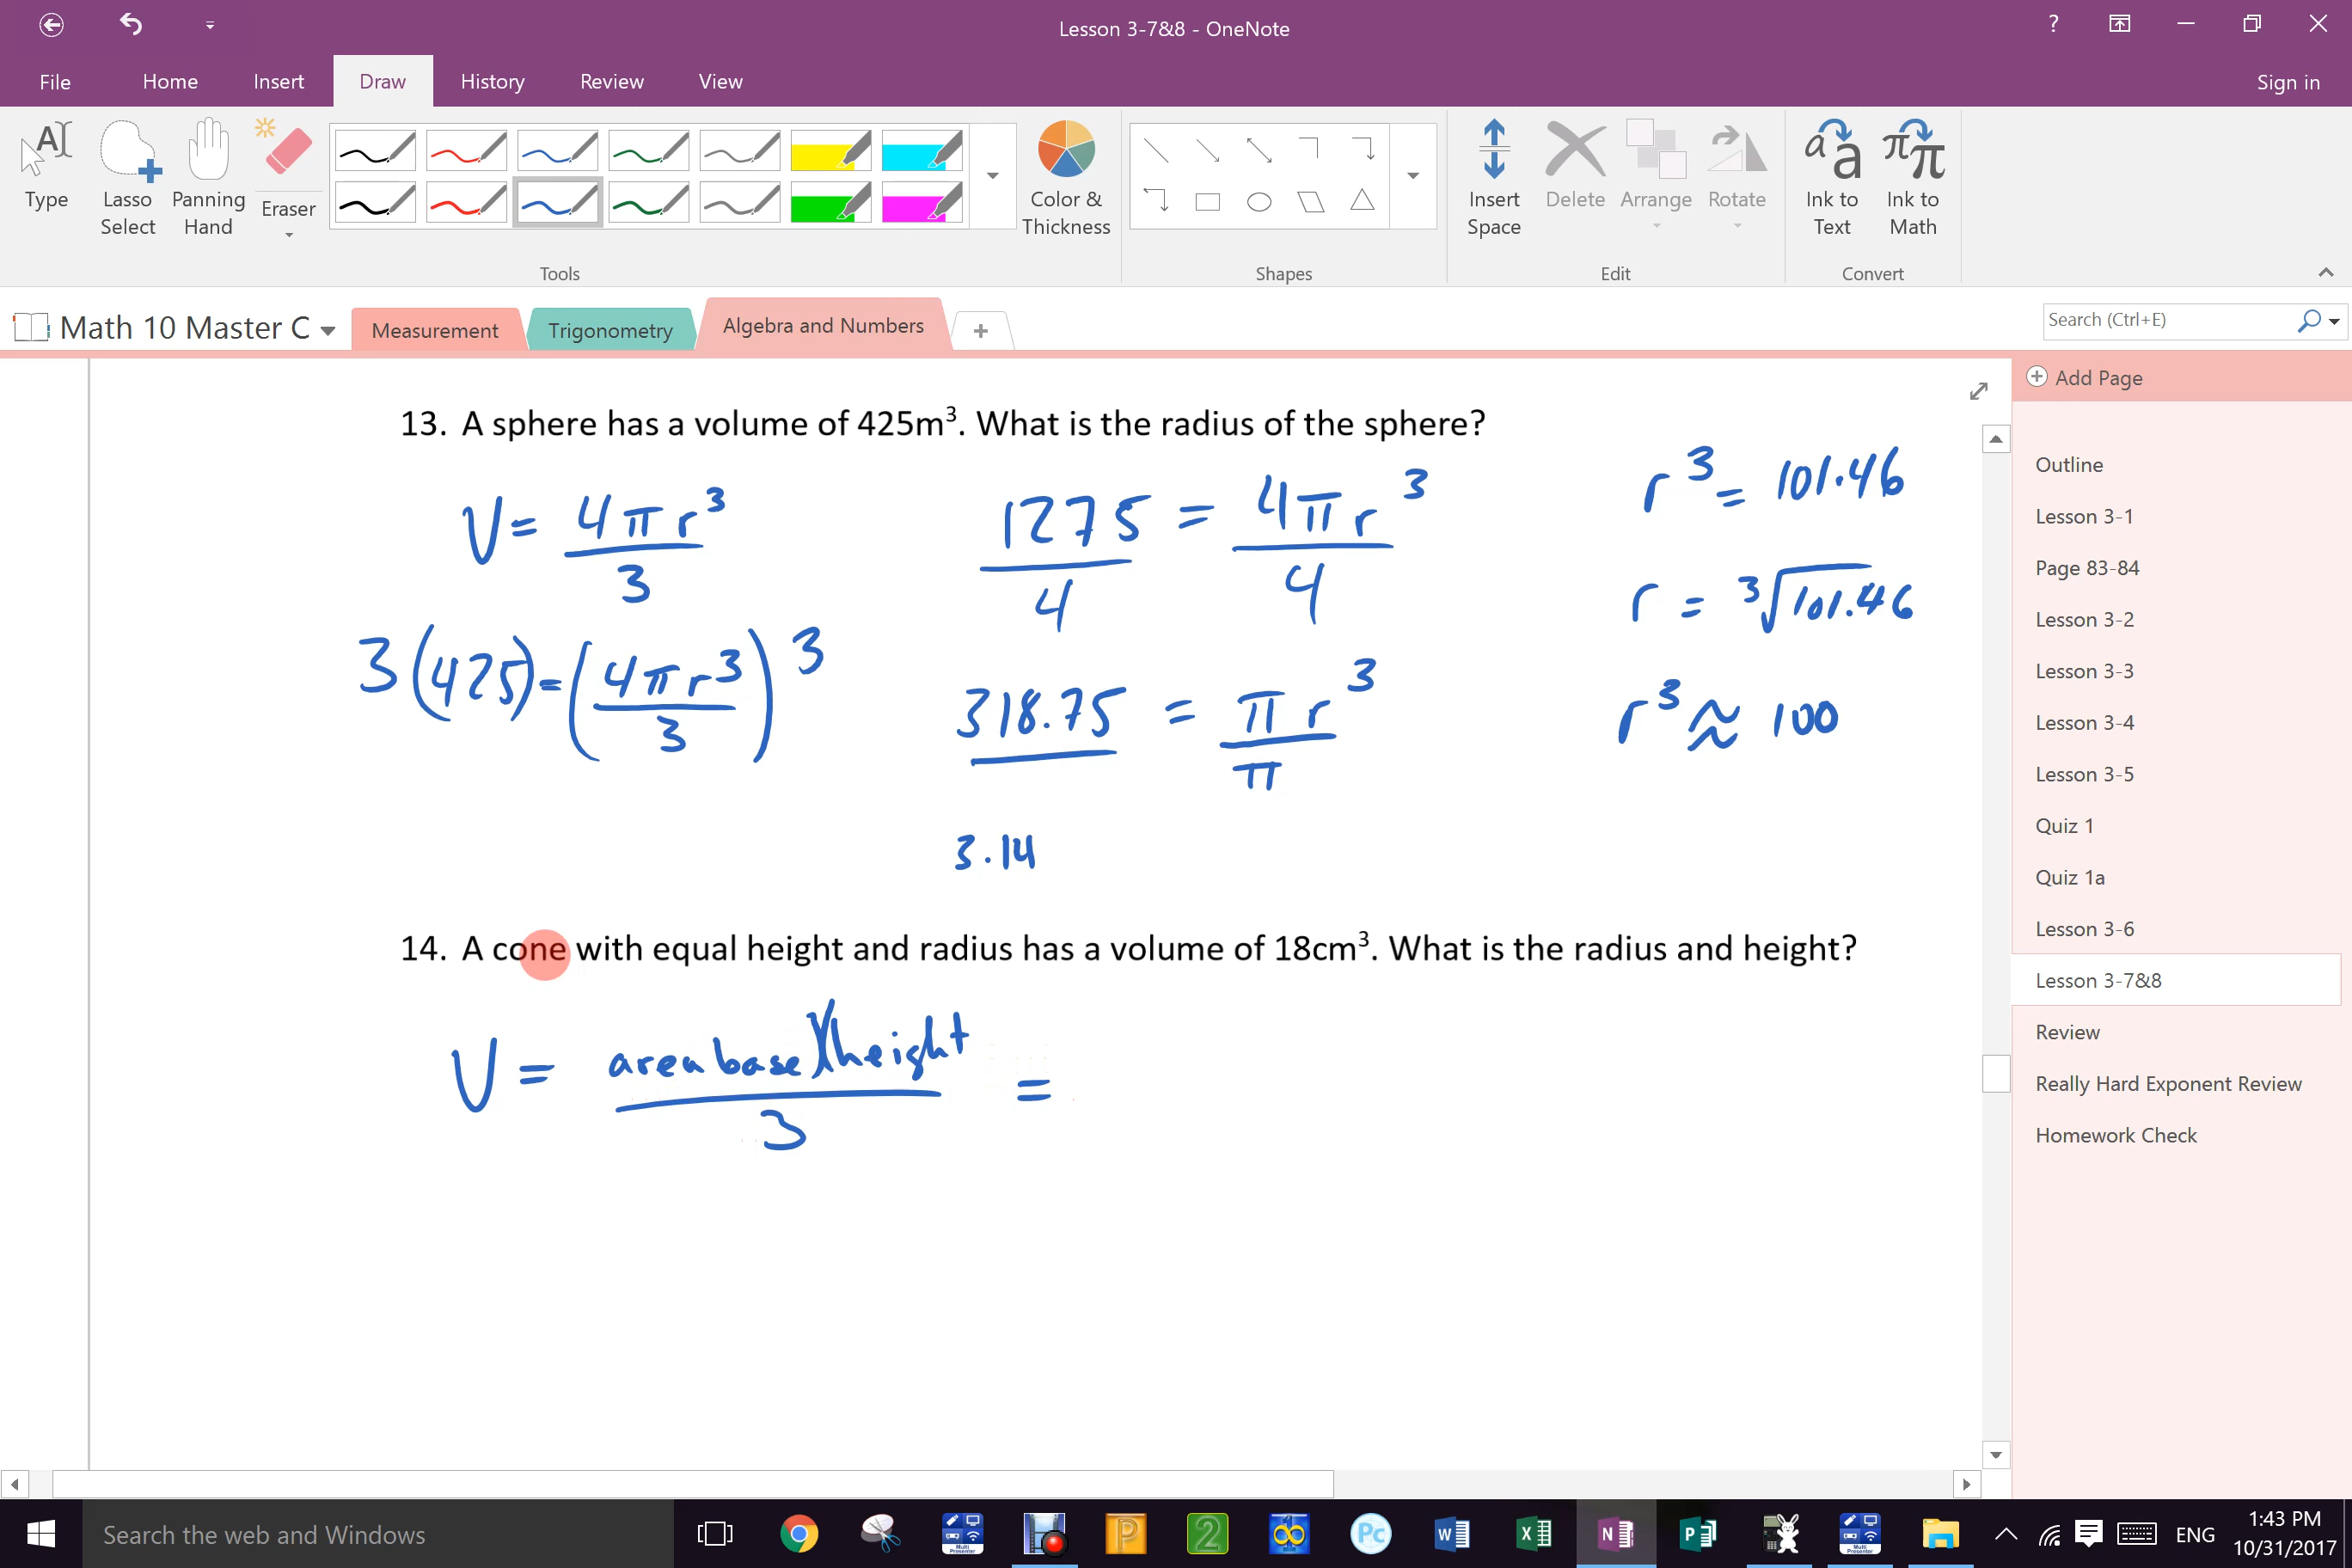 Lesson 3-7&8 - OneNote
?
File Home Insert Draw History Review View Sign in
Type
Lasso Select
Panning Hand
Eraser
Color & Thickness
Insert Space
Delete
Arrange
Rotate
Ink to Text
Ink to Math
Tools Shapes Edit Convert
Math 10 Master C
Measurement Trigonometry Algebra and Numbers +
Search (Ctrl+E)
Add Page
Outline
Lesson 3-1
Page 83-84
Lesson 3-2
Lesson 3-3
Lesson 3-4
Lesson 3-5
Quiz 1
Quiz 1a
Lesson 3-6
Lesson 3-7&8
Review
Really Hard Exponent Review
Homework Check
13. A sphere has a volume of 425m³. What is the radius of the sphere?
V = 4πr³ / 3
3(425) = (4πr³ / 3) 3
1275 / 4 = 4πr³ / 4
318.75 = πr³ / π
3.14
r³ = 101.46
r = ³√101.46
r³ ≈ 100
14. A cone with equal height and radius has a volume of 18cm³. What is the radius and height?
V = area base)(height / 3 =
Search the web and Windows
ENG
1:43 PM
10/31/2017